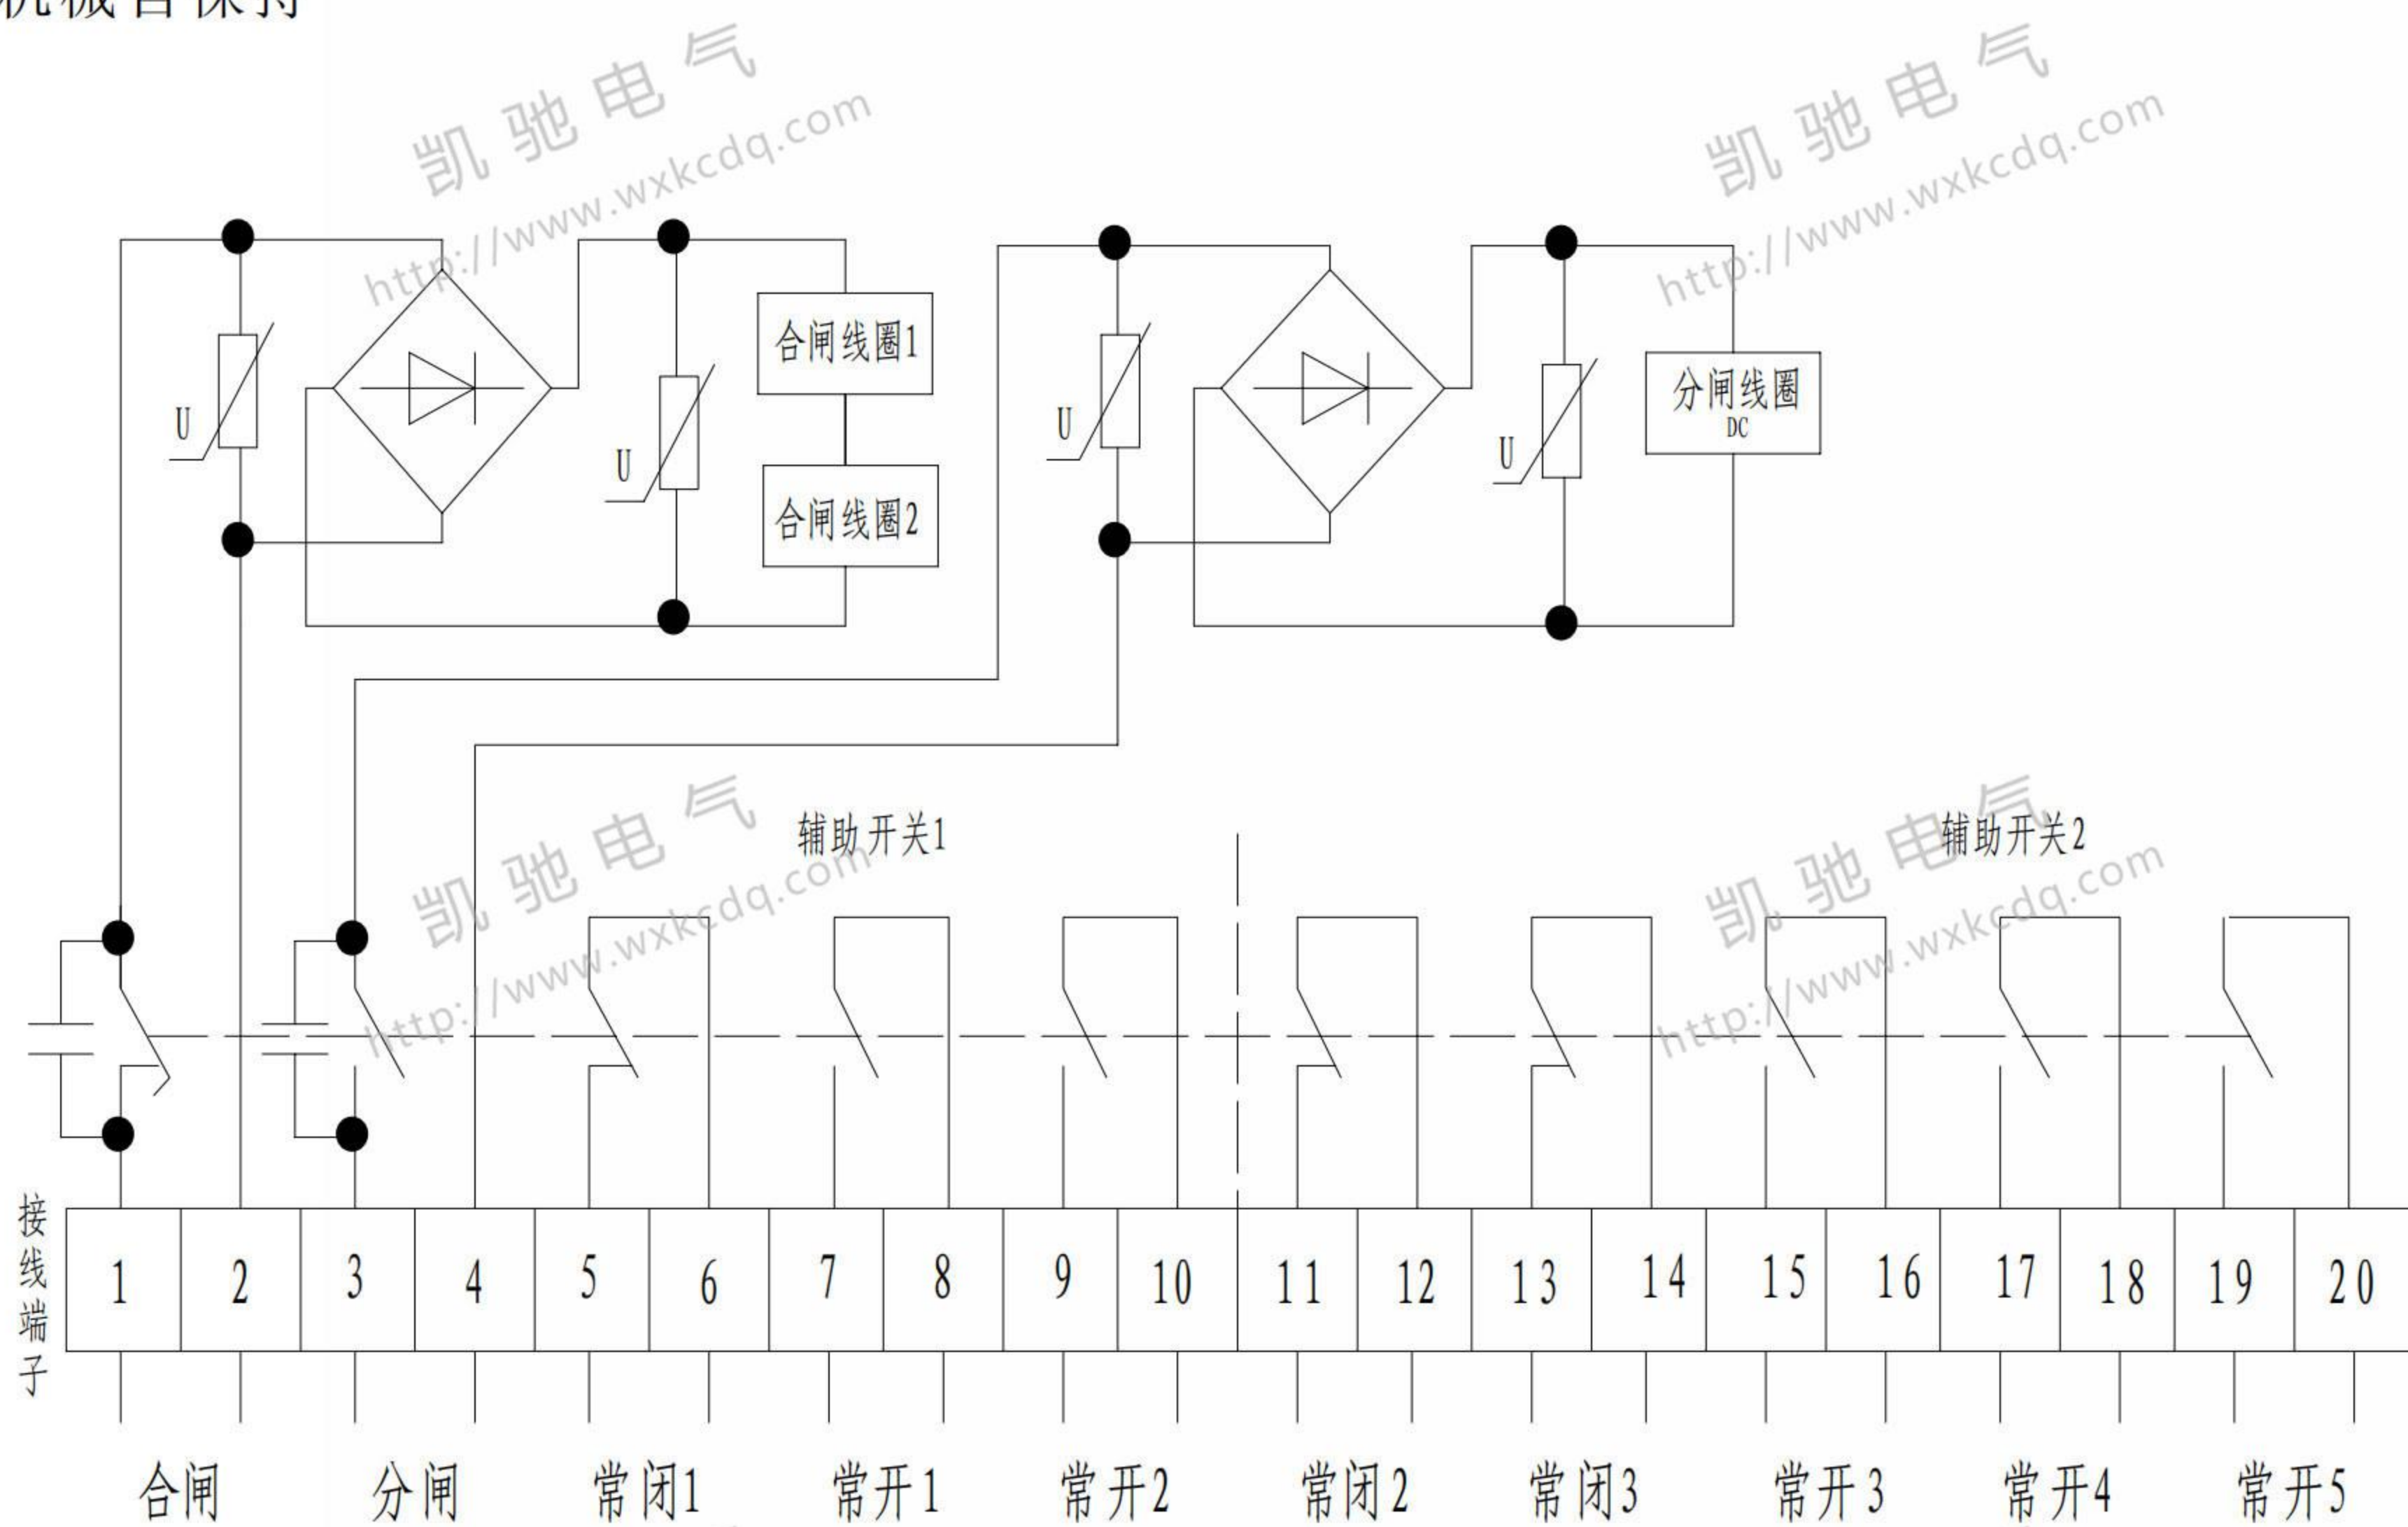 机械自保持
凯驰电气
http://www.wxkcdq.com
凯驰电气
http://www.wxkcdq.com
U
合闸线圈1
U
合闸线圈2
U
分闸线圈
DC
U
凯驰电气
http://www.wxkcdq.com
辅助开关1
凯驰电气
http://www.wxkcdq.com
辅助开关2
接线端子
1 2 3 4 5 6 7 8 9 10 11 12 13 14 15 16 17 18 19 20
合闸 分闸 常闭1 常开1 常开2 常闭2 常闭3 常开3 常开4 常开5